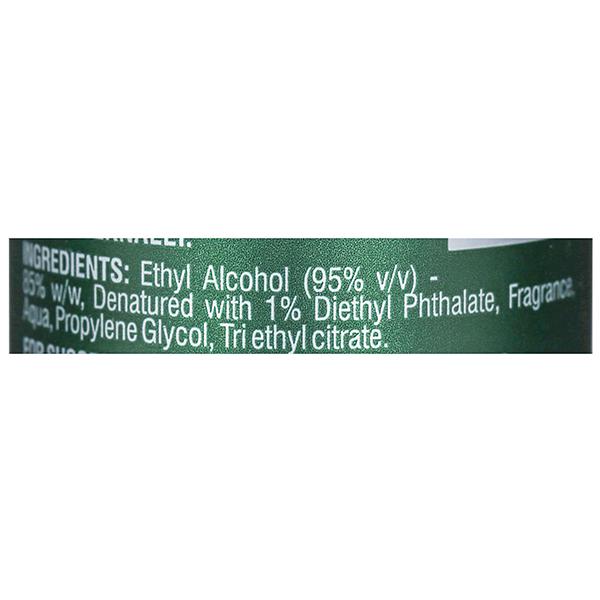 INGREDIENTS: Ethyl Alcohol (95% v/v) -
85% w/w, Denatured with 1% Diethyl Phthalate, Fragrance,
Aqua, Propylene Glycol, Tri ethyl citrate.